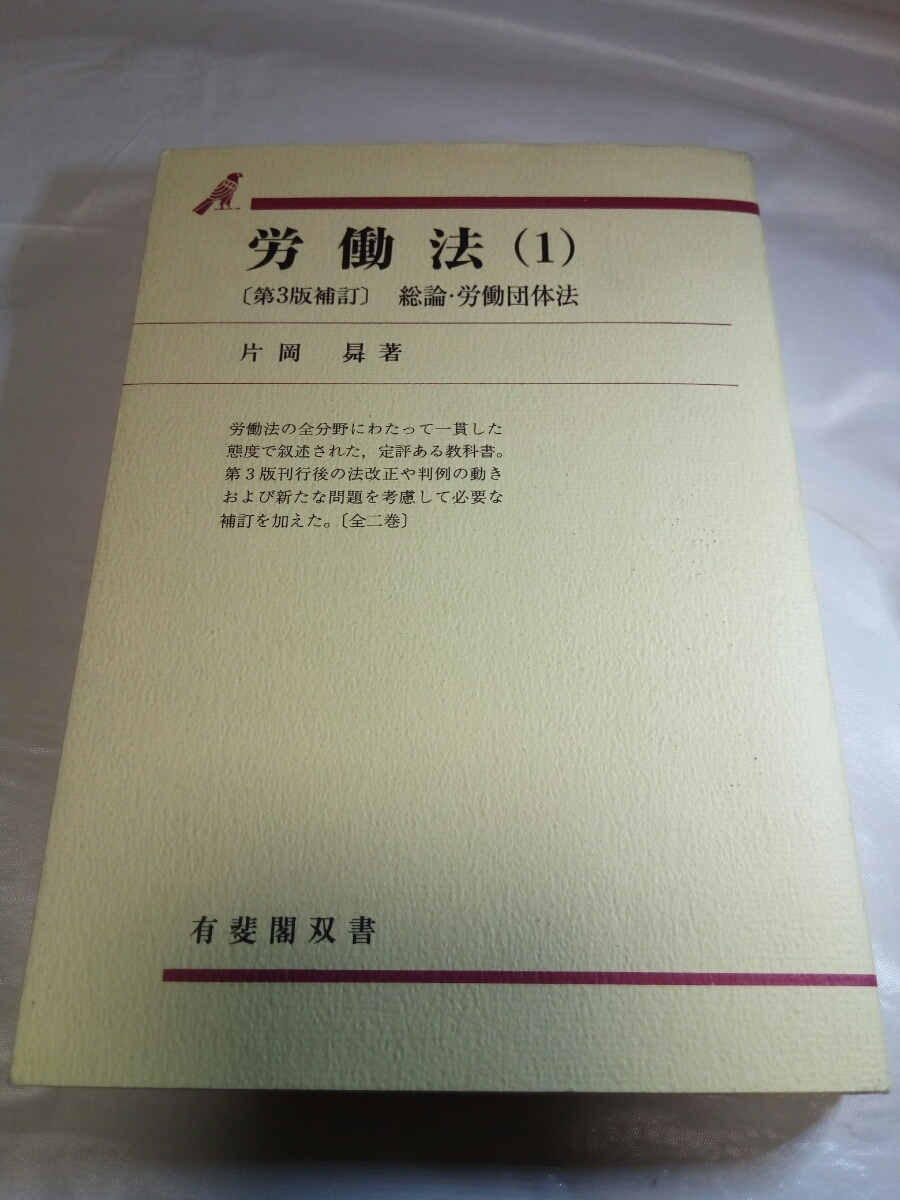 労働法(1)
〔第3版補訂〕 総論·労働団体法
片岡 曻著
労働法の全分野にわたって一貫した
態度で叙述された,定評ある教科書。
第3版刊行後の法改正や判例の動き
および新たな問題を考慮して必要な
補訂を加えた。〔全二巻〕
有斐閣双書